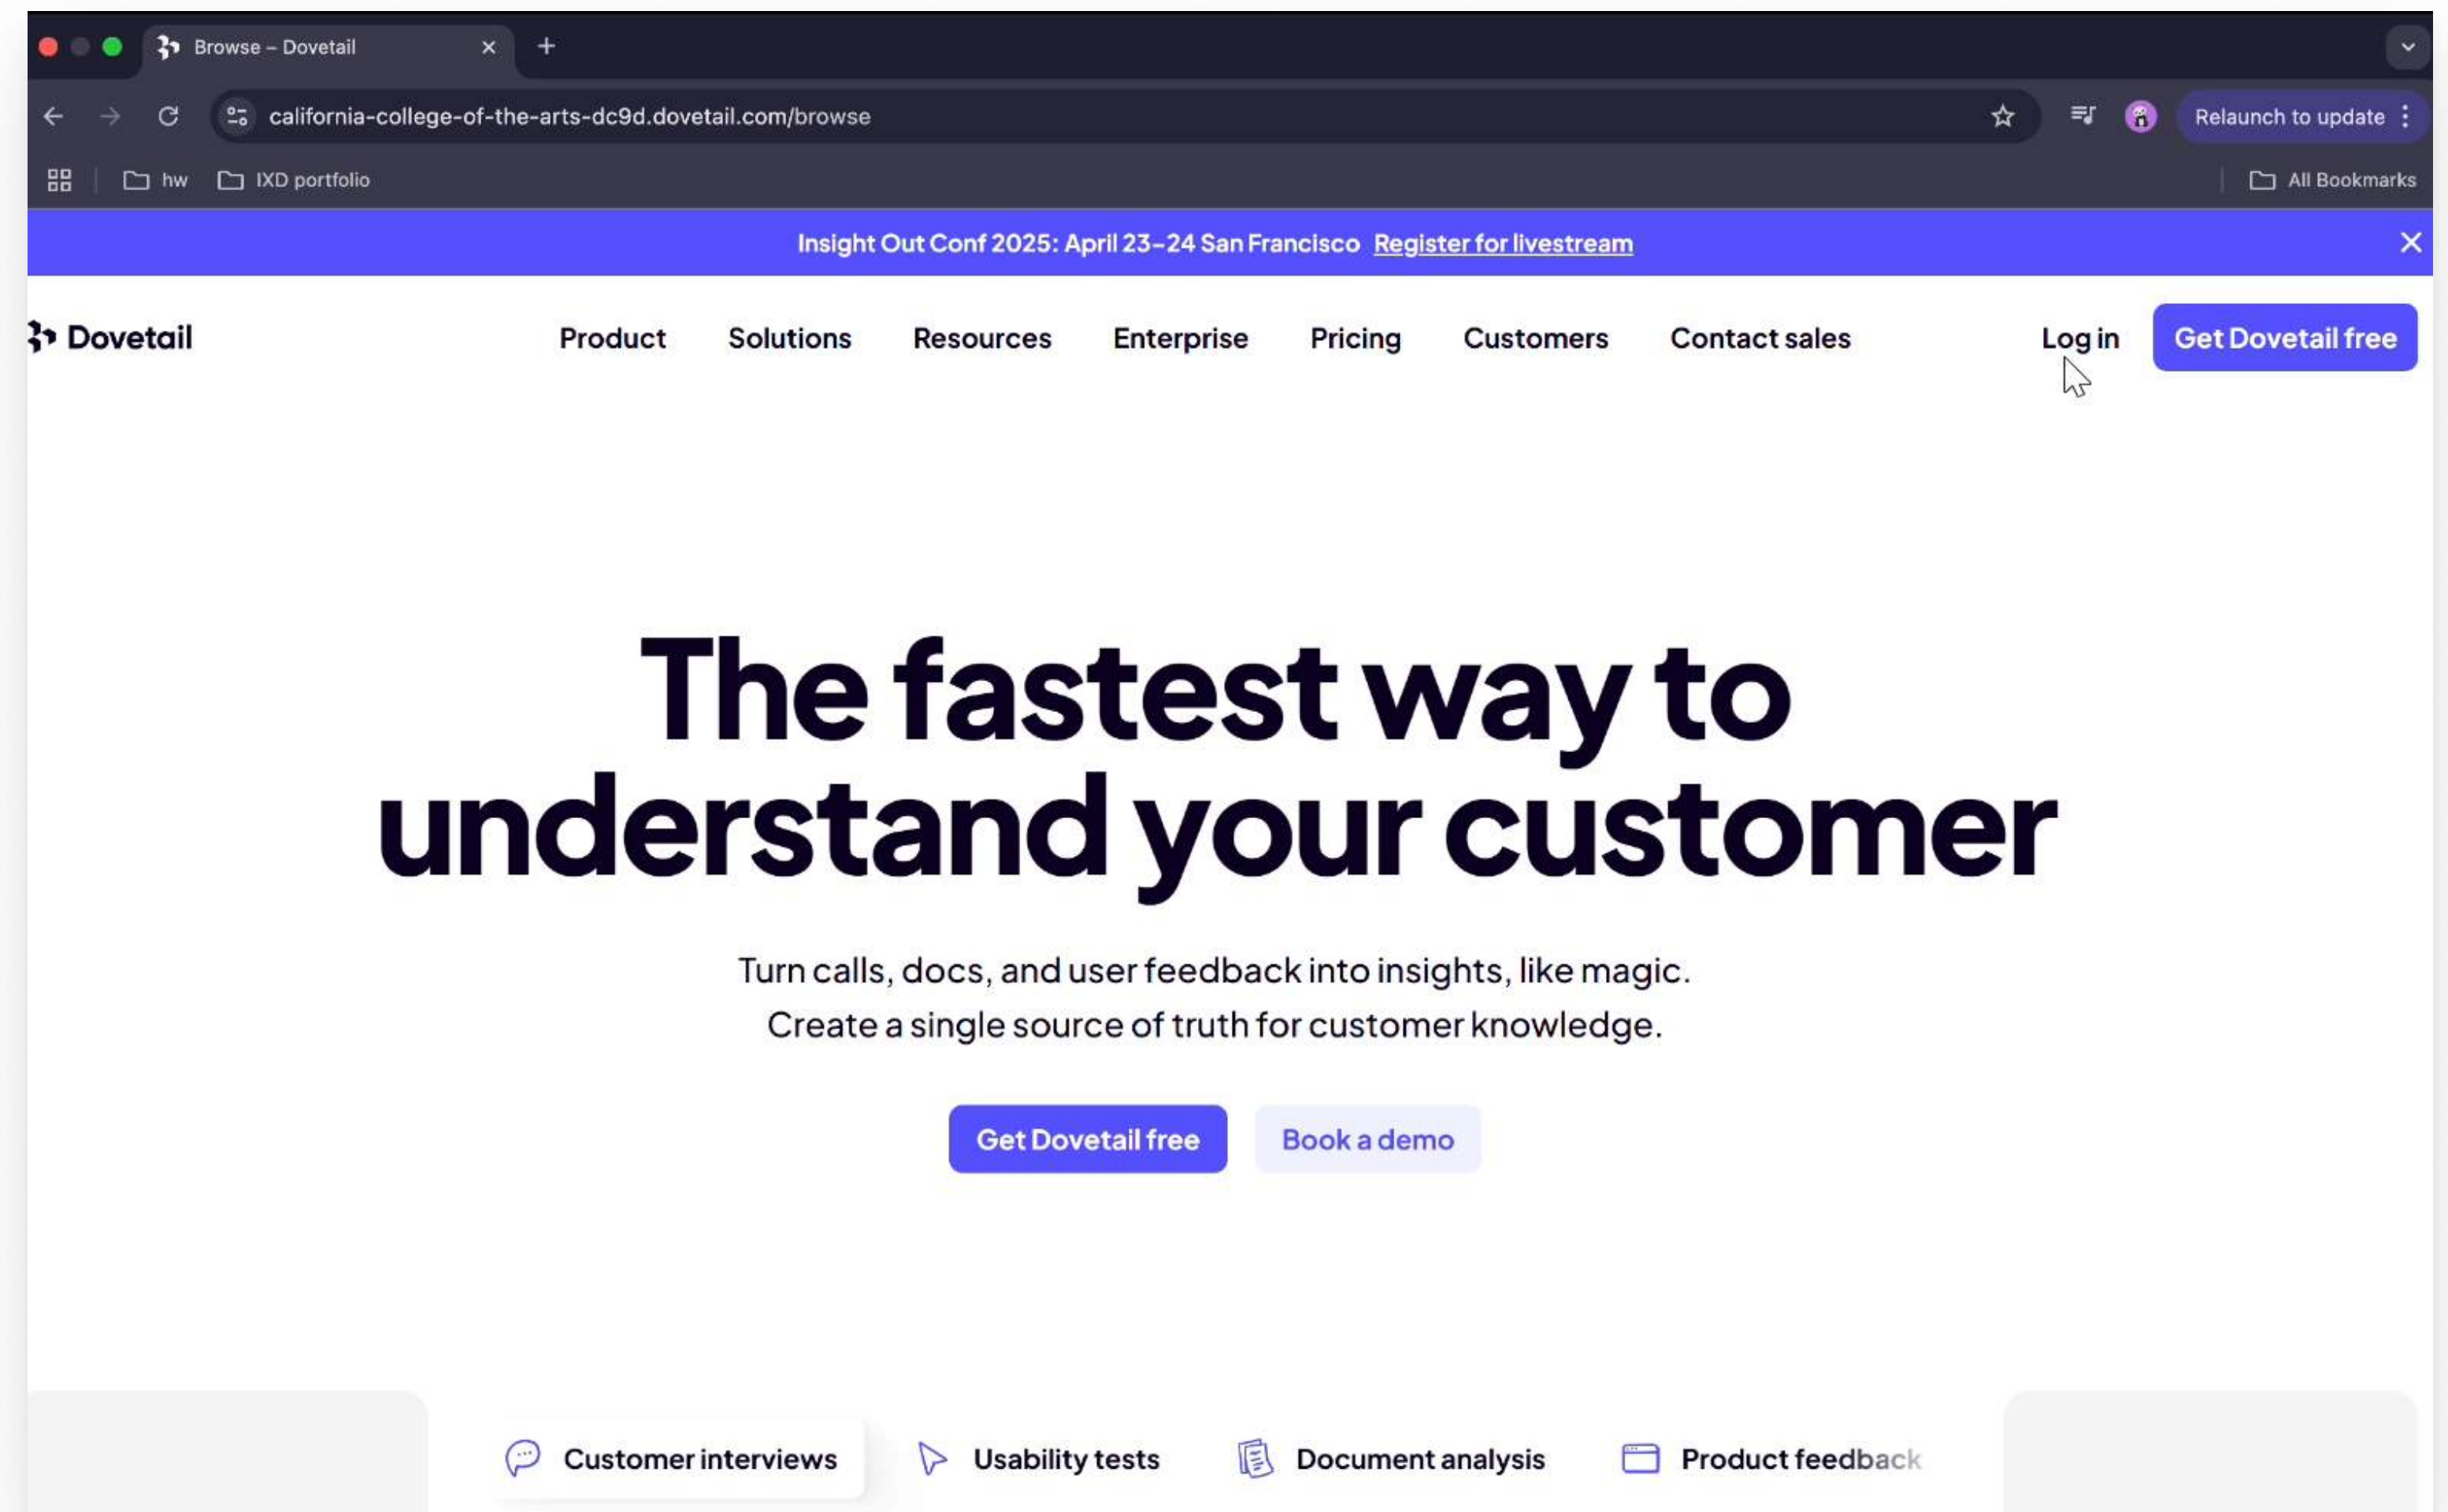 Browse – Dovetail
california-college-of-the-arts-dc9d.dovetail.com/browse
Relaunch to update
hw IXD portfolio
All Bookmarks
Insight Out Conf 2025: April 23–24 San Francisco Register for livestream
Dovetail
Product Solutions Resources Enterprise Pricing Customers Contact sales
Log in Get Dovetail free
The fastest way to
understand your customer
Turn calls, docs, and user feedback into insights, like magic.
Create a single source of truth for customer knowledge.
Get Dovetail free Book a demo
Customer interviews Usability tests Document analysis Product feedback